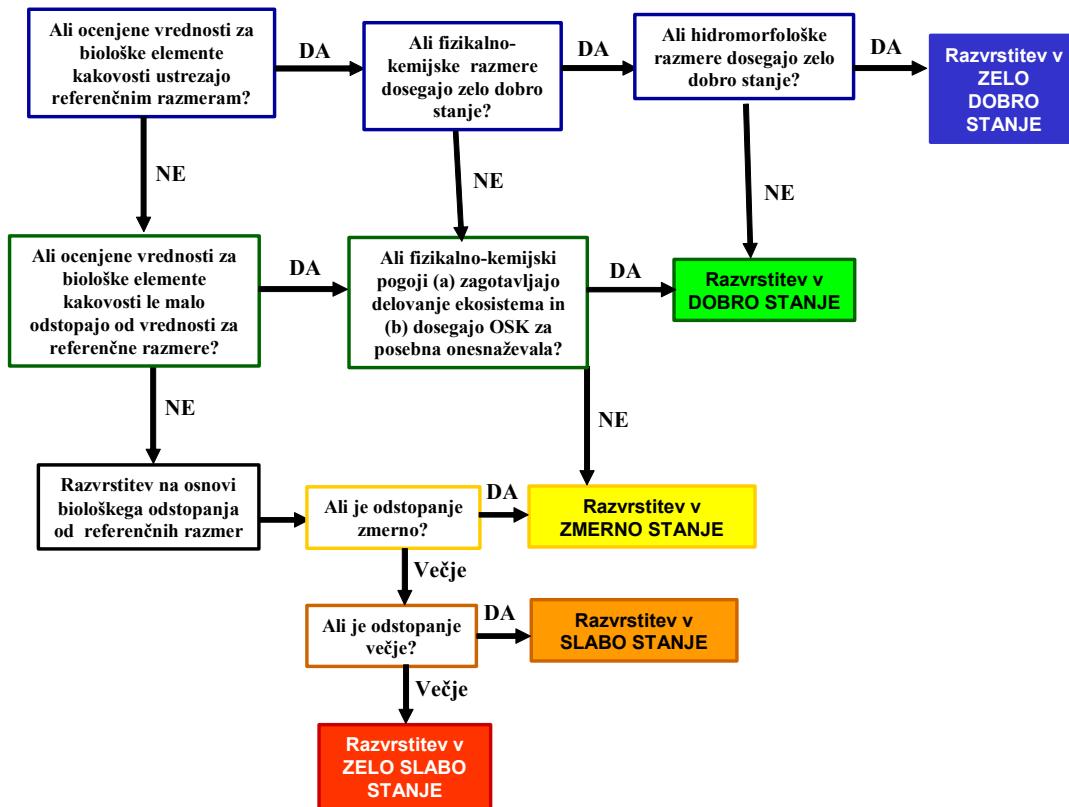 Ali ocenjene vrednosti za
biološke elemente
kakovosti ustrezajo
referenčnim razmeram?
DA
Ali fizikalno-
kemijske razmere
dosegajo zelo dobro
stanje?
DA
Ali hidromorfološke
razmere dosegajo zelo
dobro stanje?
DA
Razvrstitev v
ZELO
DOBRO
STANJE
NE
NE
NE
Ali ocenjene vrednosti za
biološke elemente
kakovosti le malo
odstopajo od vrednosti za
referenčne razmere?
DA
Ali fizikalno-kemijski
pogoji (a) zagotavljajo
delovanje ekosistema in
(b) dosegajo OSK za
posebna onesnaževala?
DA
Razvrstitev v
DOBRO STANJE
NE
NE
Razvrstitev na osnovi
biološkega odstopanja
od referenčnih razmer
Ali je odstopanje
zmerno?
DA
Razvrstitev v
ZMERNO STANJE
Večje
Ali je odstopanje
večje?
DA
Razvrstitev v
SLABO STANJE
Večje
Razvrstitev v
ZELO SLABO
STANJE